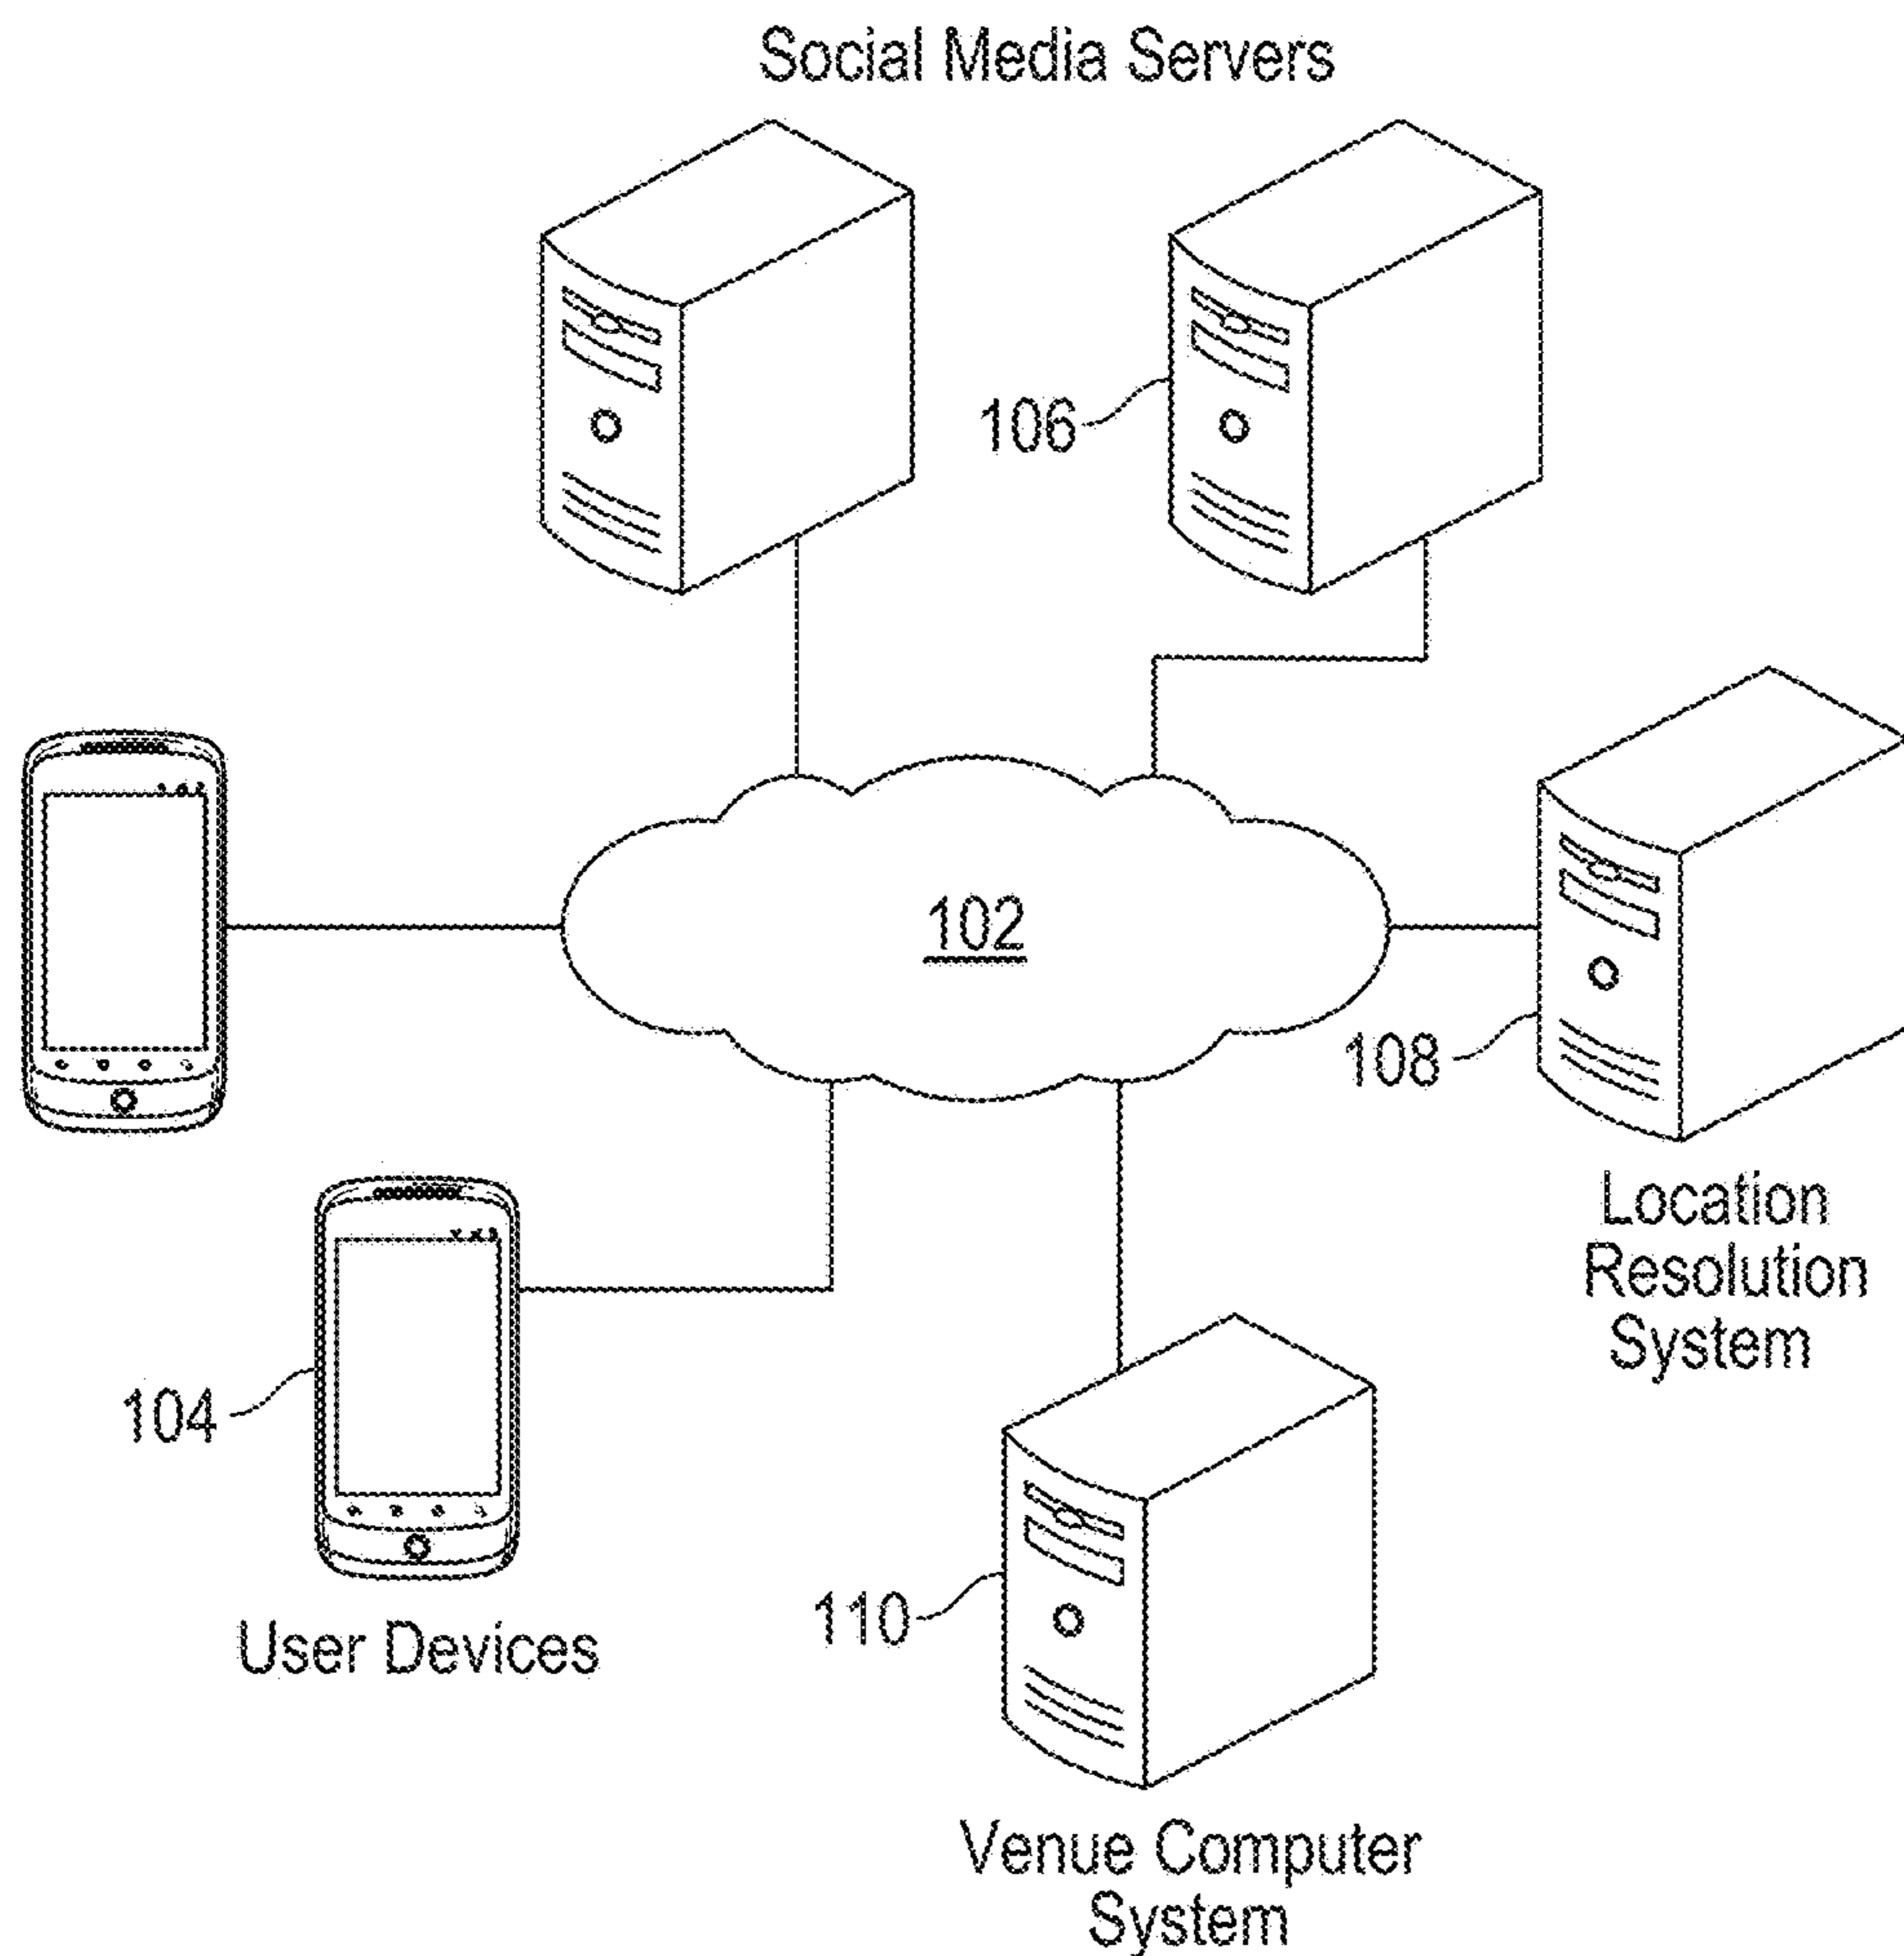 Social Media Servers
106
102
108
Location
Resolution
System
104
User Devices
110
Venue Computer
System